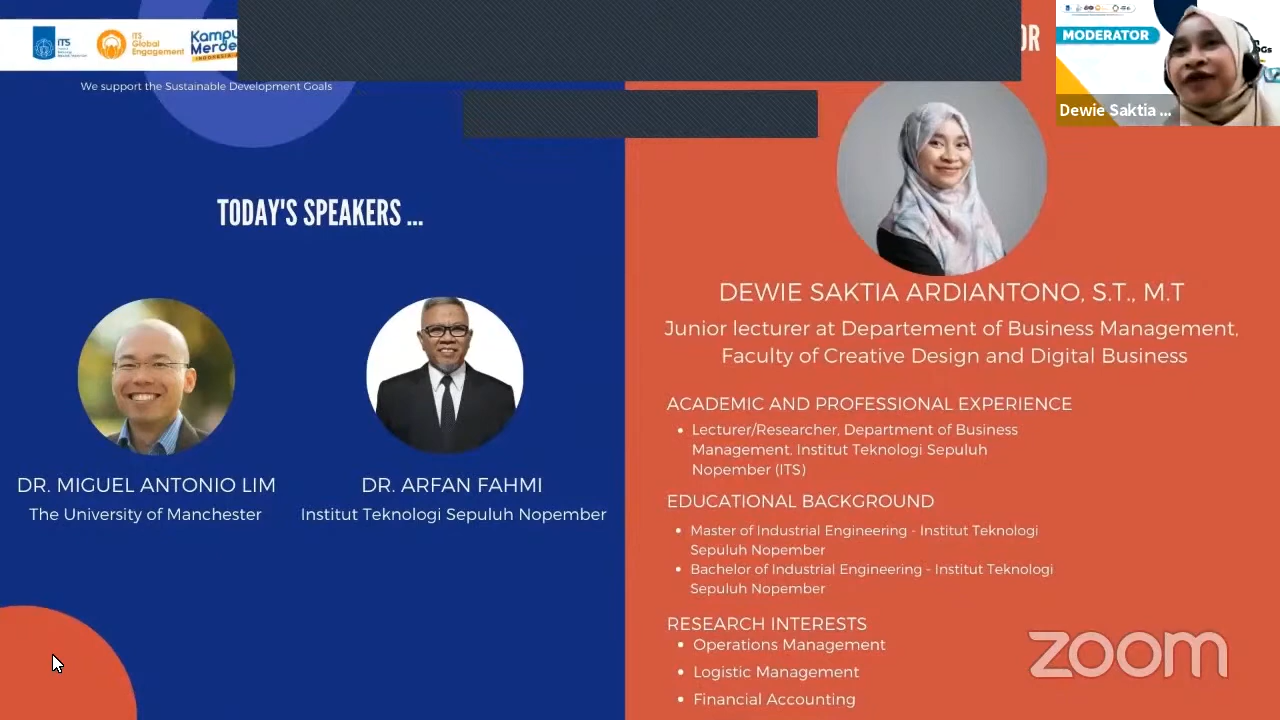 ITS
ITS
Global
Engagement
Kampu
Merde
INDONESIA
We support the Sustainable Development Goals
TODAY'S SPEAKERS ...
DR. MIGUEL ANTONIO LIM
The University of Manchester
DR. ARFAN FAHMI
Institut Teknologi Sepuluh Nopember
OR
MODERATOR
Dewie Saktia ...
DEWIE SAKTIA ARDIANTONO, S.T., M.T
Junior lecturer at Departement of Business Management,
Faculty of Creative Design and Digital Business
ACADEMIC AND PROFESSIONAL EXPERIENCE
• Lecturer/Researcher, Department of Business
Management. Institut Teknologi Sepuluh
Nopember (ITS)
EDUCATIONAL BACKGROUND
• Master of Industrial Engineering - Institut Teknologi
Sepuluh Nopember
• Bachelor of Industrial Engineering - Institut Teknologi
Sepuluh Nopember
RESEARCH INTERESTS
• Operations Management
• Logistic Management
• Financial Accounting
zoom